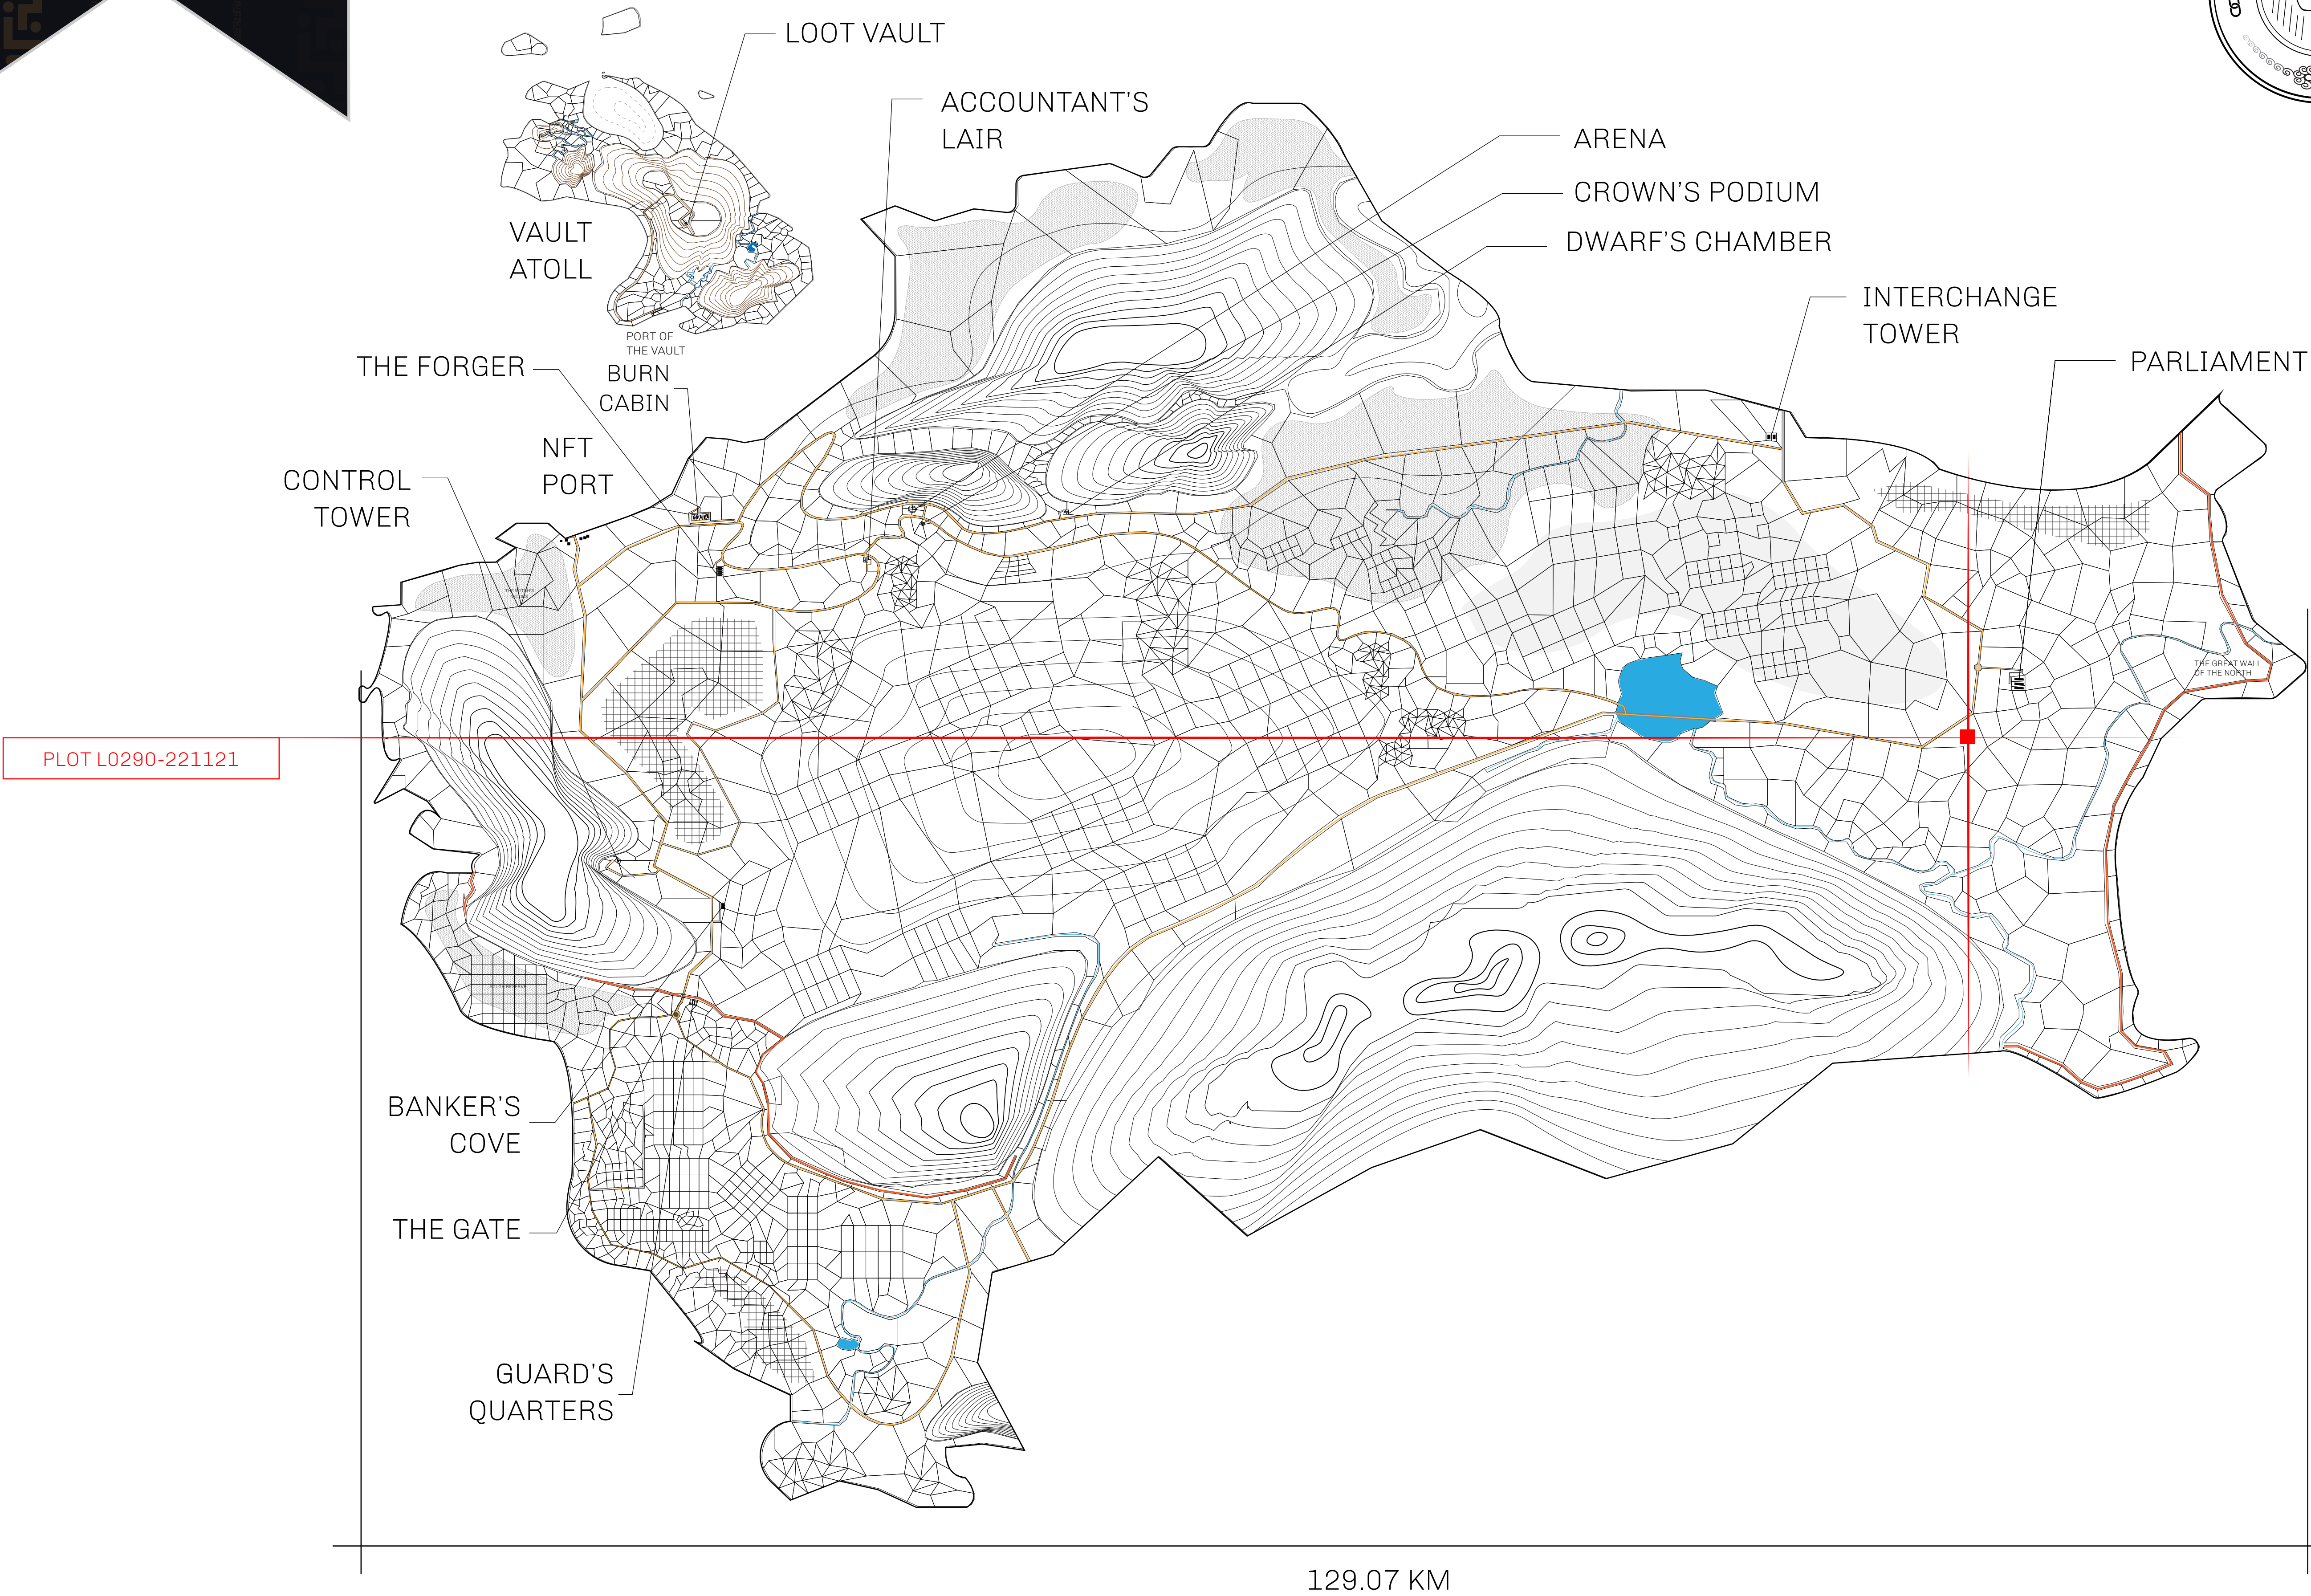 LOOT VAULT
ACCOUNTANT'S
LAIR
ARENA
CROWN'S PODIUM
DWARF'S CHAMBER
VAULT
ATOLL
INTERCHANGE
TOWER
PORT OF
THE VAULT
PARLIAMENT
THE FORGER
BURN
CABIN
NFT
PORT
CONTROL
TOWER
THE GREAT WALL
OF THE NORTH
PLOT L0290-221121
SOUTH RESERVE
BANKER'S
COVE
THE GATE
GUARD'S
QUARTERS
129.07 KM